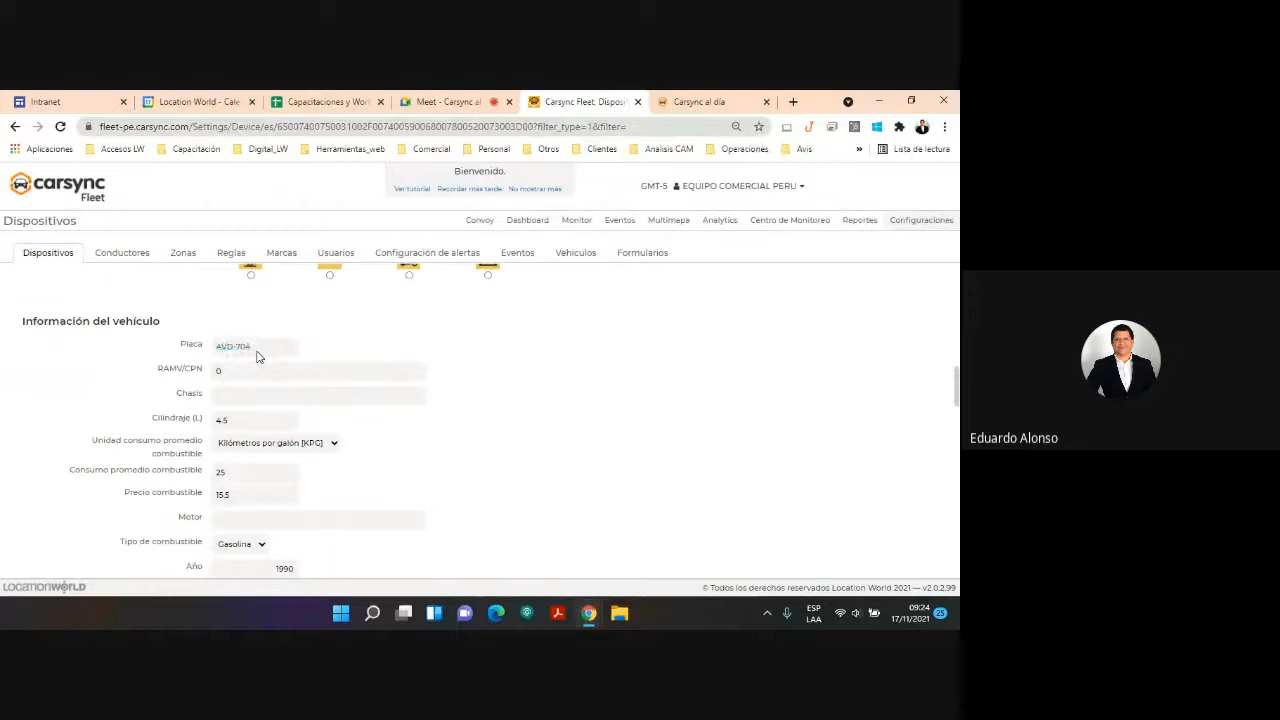 Intranet
Location World - Cale
Capacitaciones y Wor
Meet - Carsync al
Carsync Fleet, Disposi
Carsync al día
fleet-pe.carsync.com/Settings/Device/es/65007400750031002F00740059006800780052007300 3D00?filter_type=1&filter=
Aplicaciones
Accesos LW
Capacitación
Digital_LW
Herramientas_web
Comercial
Personal
Otros
Clientes
Análisis CAM
Operaciones
Avis
»
Lista de lectura
carsync
Fleet
Bienvenido.
Ver tutorial Recordar más tarde No mostrar más
GMT-5 EQUIPO COMERCIAL PERU
Dispositivos
Convoy Dashboard Monitor Eventos Multimapa Analytics Centro de Monitoreo Reportes Configuraciones
Dispositivos Conductores Zonas Reglas Marcas Usuarios Configuración de alertas Eventos Vehículos Formularios
Información del vehículo
Placa AVD-704
RAMV/CPN 0
Chasis
Cilindraje (L) 4.5
Unidad consumo promedio combustible Kilómetros por galón [KPG]
Consumo promedio combustible 25
Precio combustible 15.5
Motor
Tipo de combustible Gasolina
Año 1990
LOCATIONWORLD
© Todos los derechos reservados Location World 2021 — v2.0.2.99
ESP
LAA
09:24
17/11/2021
25
Eduardo Alonso